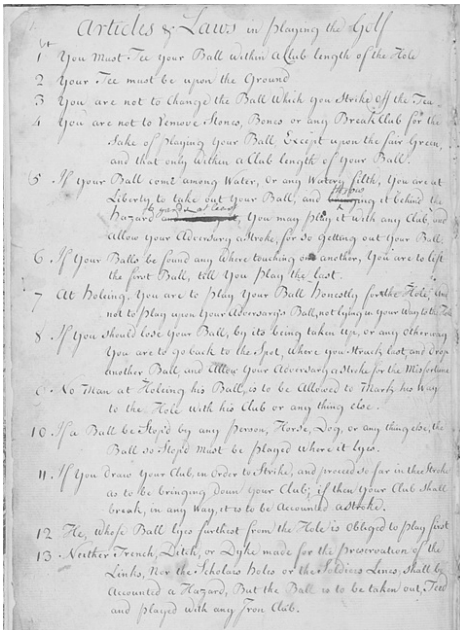 Articles & Laws in playing the Golf
1st You Must Tee Your Ball Within a Club length of the Hole
2 Your Tee must be upon the Ground
3 You are not to Change the Ball which you Strike off the Tee
4 You are not to Remove Stones, Bones or any Break Club for the
Sake of playing Your Ball, Except upon the fair Green,
and that only within a Club length of Your Ball.
5 If Your Ball come among Water, or any Watery filth, You are at
Liberty to take out Your Ball, and throw it behind the
hazard 6 yards at least, You may play it with any Club, and
allow Your Adversary a Stroke, for so getting out Your Ball.
6 If Your Balls be found any where touching one another, You are to lift
the first Ball, till You play the last.
7 At Holeing, You are to play Your Ball honestly for the Hole, and
not to play upon Your Adversary's Ball, not lying in Your Way to the Hole
8 If You should lose Your Ball, by its being taken up, or any other way
You are to go back to the Spot, where You Struck last, and drop
another Ball, and allow Your Adversary a Stroke for the Misfortune
9 No Man at Holeing his Ball, is to be Allowed to Mark his Way
to the Hole with his Club or any thing else.
10 If a Ball be Stop'd by any person, Horse, Dog, or any thing else, the
Ball so Stop'd Must be played where it lyes.
11 If You draw Your Club, in order to Strike, and proceed so far in the Stroke
as to be bringing down Your Club; if then Your Club shall
break, in any Way, it is to be Accounted a Stroke.
12 He, whose Ball lyes furthest from the Hole is Obliged to play first
13 Neither Trench, Ditch, or Dyke made for the preservation of the
Links, Nor the Scholars Holes or the Soldiers Lines, shall be
Accounted a Hazard, But the Ball is to be taken out, Teed
and played with any Iron Club.